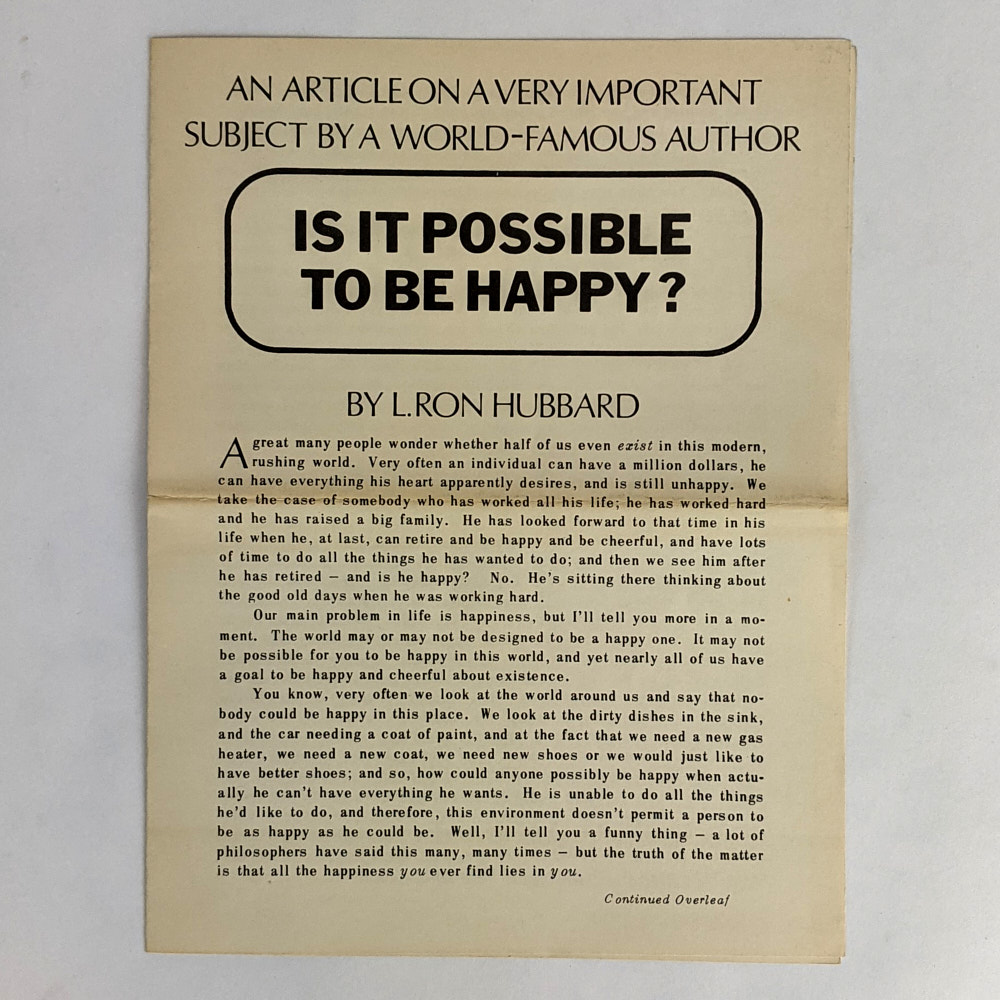 AN ARTICLE ON A VERY IMPORTANT
SUBJECT BY A WORLD-FAMOUS AUTHOR
IS IT POSSIBLE
TO BE HAPPY?
BY L. RON HUBBARD
A great many people wonder whether half of us even exist in this modern,
rushing world. Very often an individual can have a million dollars, he
can have everything his heart apparently desires, and is still unhappy. We
take the case of somebody who has worked all his life; he has worked hard
and he has raised a big family. He has looked forward to that time in his
life when he, at last, can retire and be happy and be cheerful, and have lots
of time to do all the things he has wanted to do; and then we see him after
he has retired – and is he happy? No. He's sitting there thinking about
the good old days when he was working hard.
Our main problem in life is happiness, but I'll tell you more in a mo-
ment. The world may or may not be designed to be a happy one. It may not
be possible for you to be happy in this world, and yet nearly all of us have
a goal to be happy and cheerful about existence.
You know, very often we look at the world around us and say that no-
body could be happy in this place. We look at the dirty dishes in the sink,
and the car needing a coat of paint, and at the fact that we need a new gas
heater, we need a new coat, we need new shoes or we would just like to
have better shoes; and so, how could anyone possibly be happy when actu-
ally he can't have everything he wants. He is unable to do all the things
he'd like to do, and therefore, this environment doesn't permit a person to
be as happy as he could be. Well, I'll tell you a funny thing – a lot of
philosophers have said this many, many times – but the truth of the matter
is that all the happiness you ever find lies in you.
Continued Overleaf